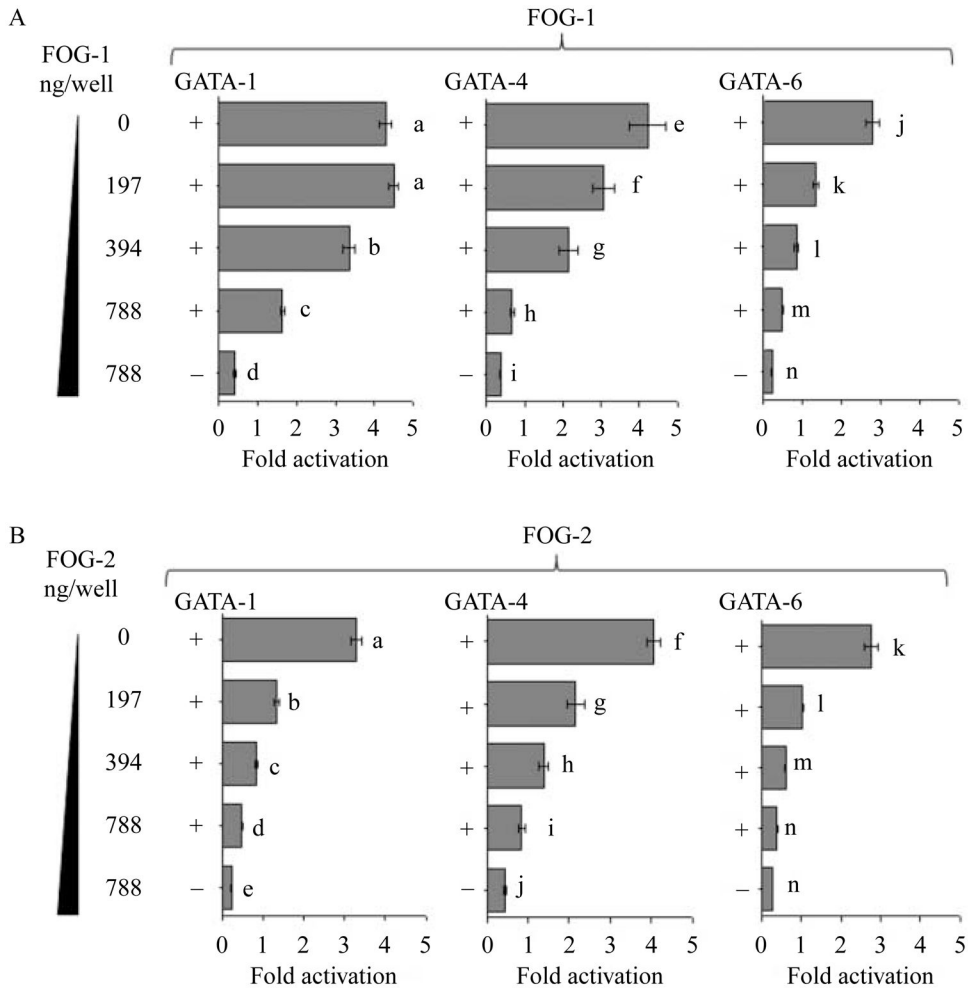 A
FOG-1
FOG-1
ng/well
GATA-1
GATA-4
GATA-6
0 + a + e + j
197 + a + f + k
394 + b + g + l
788 + c + h + m
788 – d – i – n
0 1 2 3 4 5 0 1 2 3 4 5 0 1 2 3 4 5
Fold activation Fold activation Fold activation
B
FOG-2
FOG-2
ng/well
GATA-1
GATA-4
GATA-6
0 + a + f + k
197 + b + g + l
394 + c + h + m
788 + d + i + n
788 – e – j – n
0 1 2 3 4 5 0 1 2 3 4 5 0 1 2 3 4 5
Fold activation Fold activation Fold activation